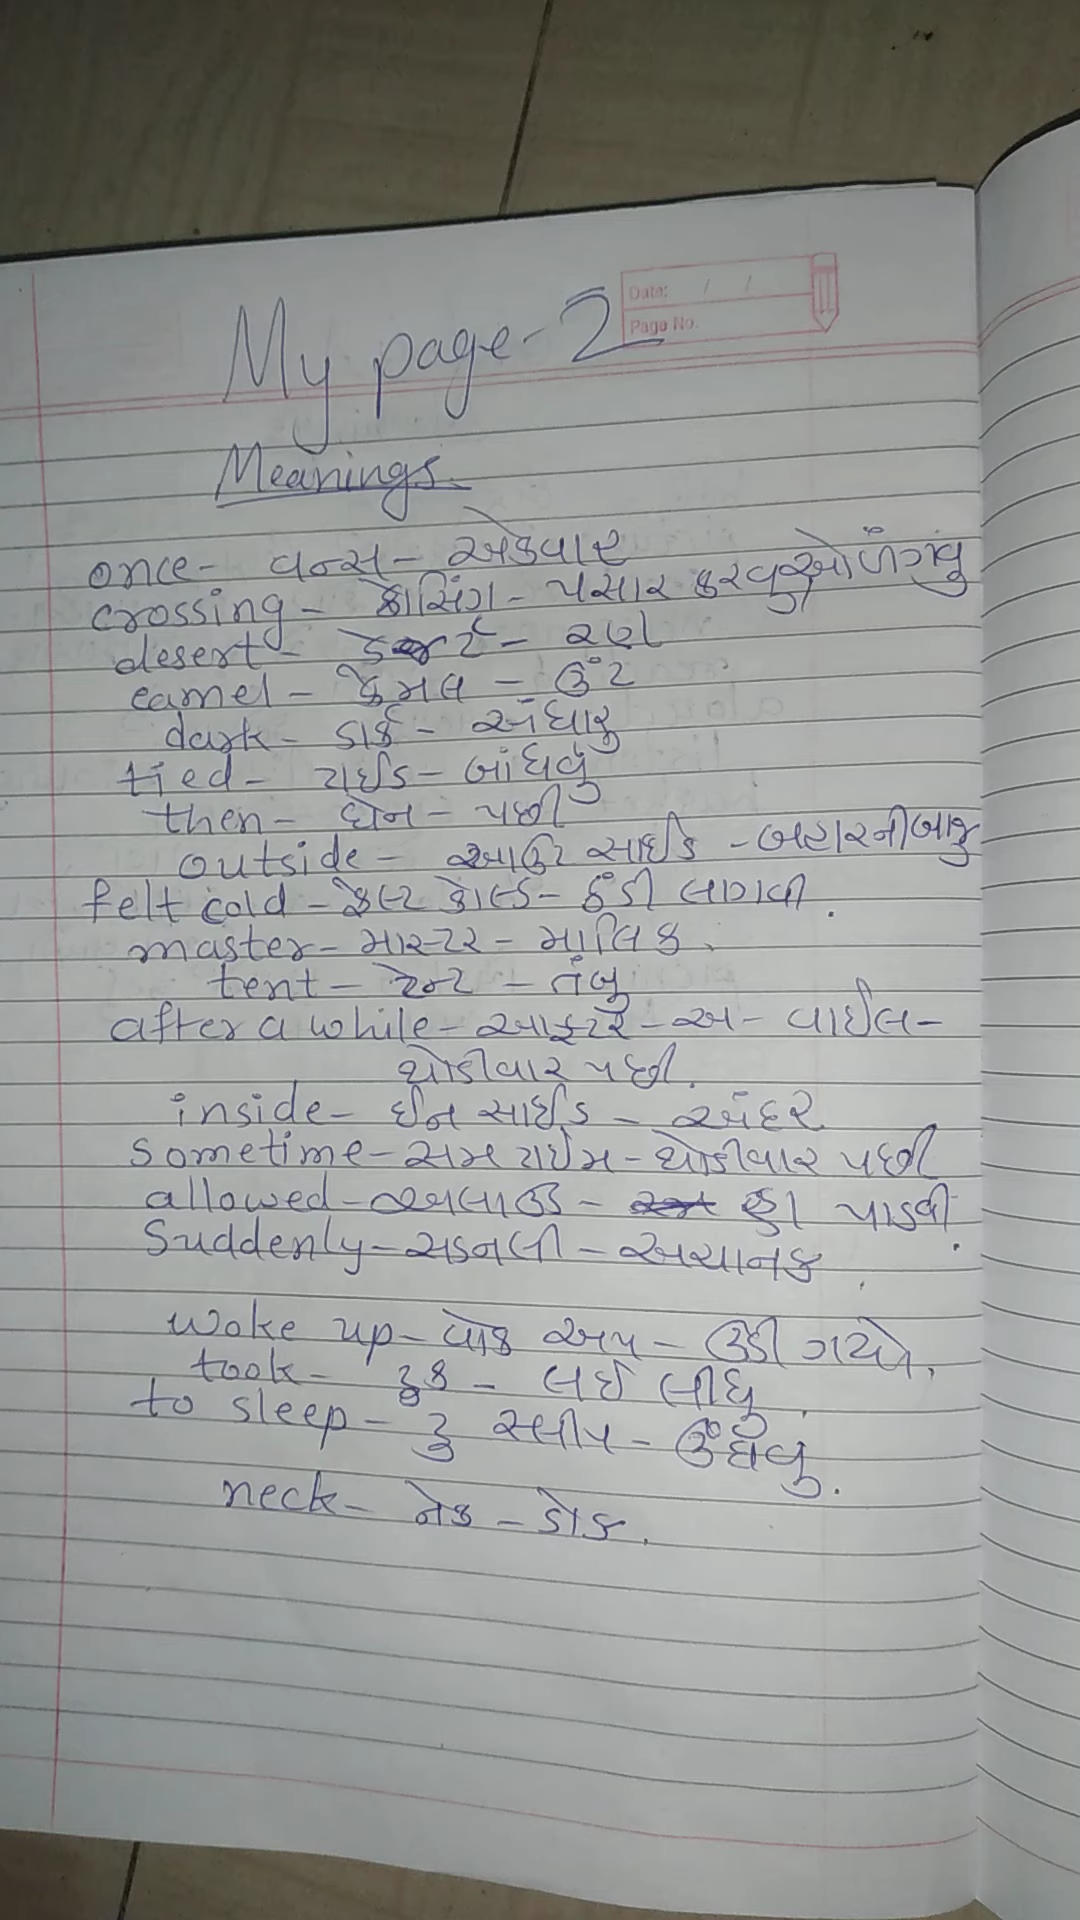 Date: / /
Page No.
My page-2
Meanings.
once- વન્સ- એકવાર
crossing- ક્રોસિંગ- પસાર કરવુ ઓળંગવુ
desert- ડેઝર્ટ- રણ
camel- કેમલ - ઉંટ
dark- ડાર્ક- અંધારુ
tied- ટાઈડ- બાંધવુ
then- ધેન- પછી
outside- આઉટ સાઈડ -બહારનીબાજુ
felt cold-ફેલ્ટ કોલ્ડ- ઠંડી લાગવી.
master-માસ્ટર- માલિક.
tent- ટેન્ટ - તંબુ
after a while-આફ્ટર-અ- વાઈલ-
થોડીવાર પછી.
inside- ઈન સાઈડ - અંદર.
sometime-સમ ટાઈમ-થોડીવાર પછી
allowed-અલાઉડ- હા પાડવી.
Suddenly-સડનલી-અચાનક.
woke up-વોક અપ- ઉઠી ગયો.
took- ટુક- લઈ લીધુ.
to sleep- ટુ સ્લીપ- ઉંઘવુ.
neck- નેક -ડોક.